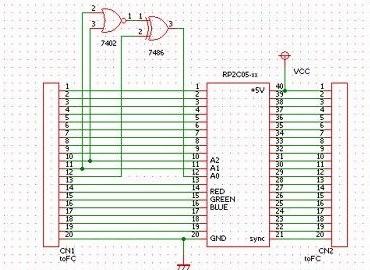 2
3
1
1
2
3
7402
7486
RP2C05-xx
VCC
+5V
1 1 40 1
2 2 39 2
3 3 38 3
4 4 37 4
5 5 36 5
6 6 35 6
7 7 34 7
8 8 33 8
9 9 32 9
10 10 A2 31 10
11 11 A1 30 11
12 12 A0 29 12
13 13 28 13
14 14 RED 27 14
15 15 GREEN 26 15
16 16 BLUE 25 16
17 17 24 17
18 18 23 18
19 19 22 19
20 20 GND sync 21 20
CN1
toFC
CN2
toFC